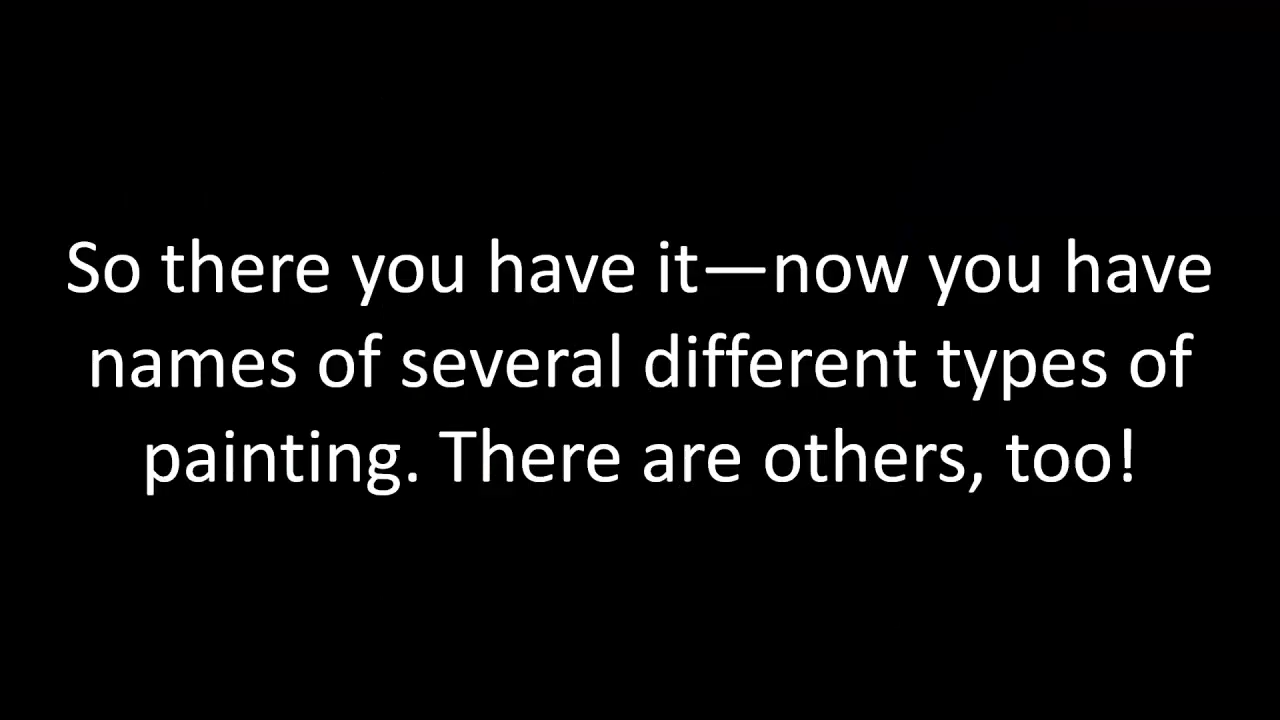 So there you have it—now you have
names of several different types of
painting. There are others, too!